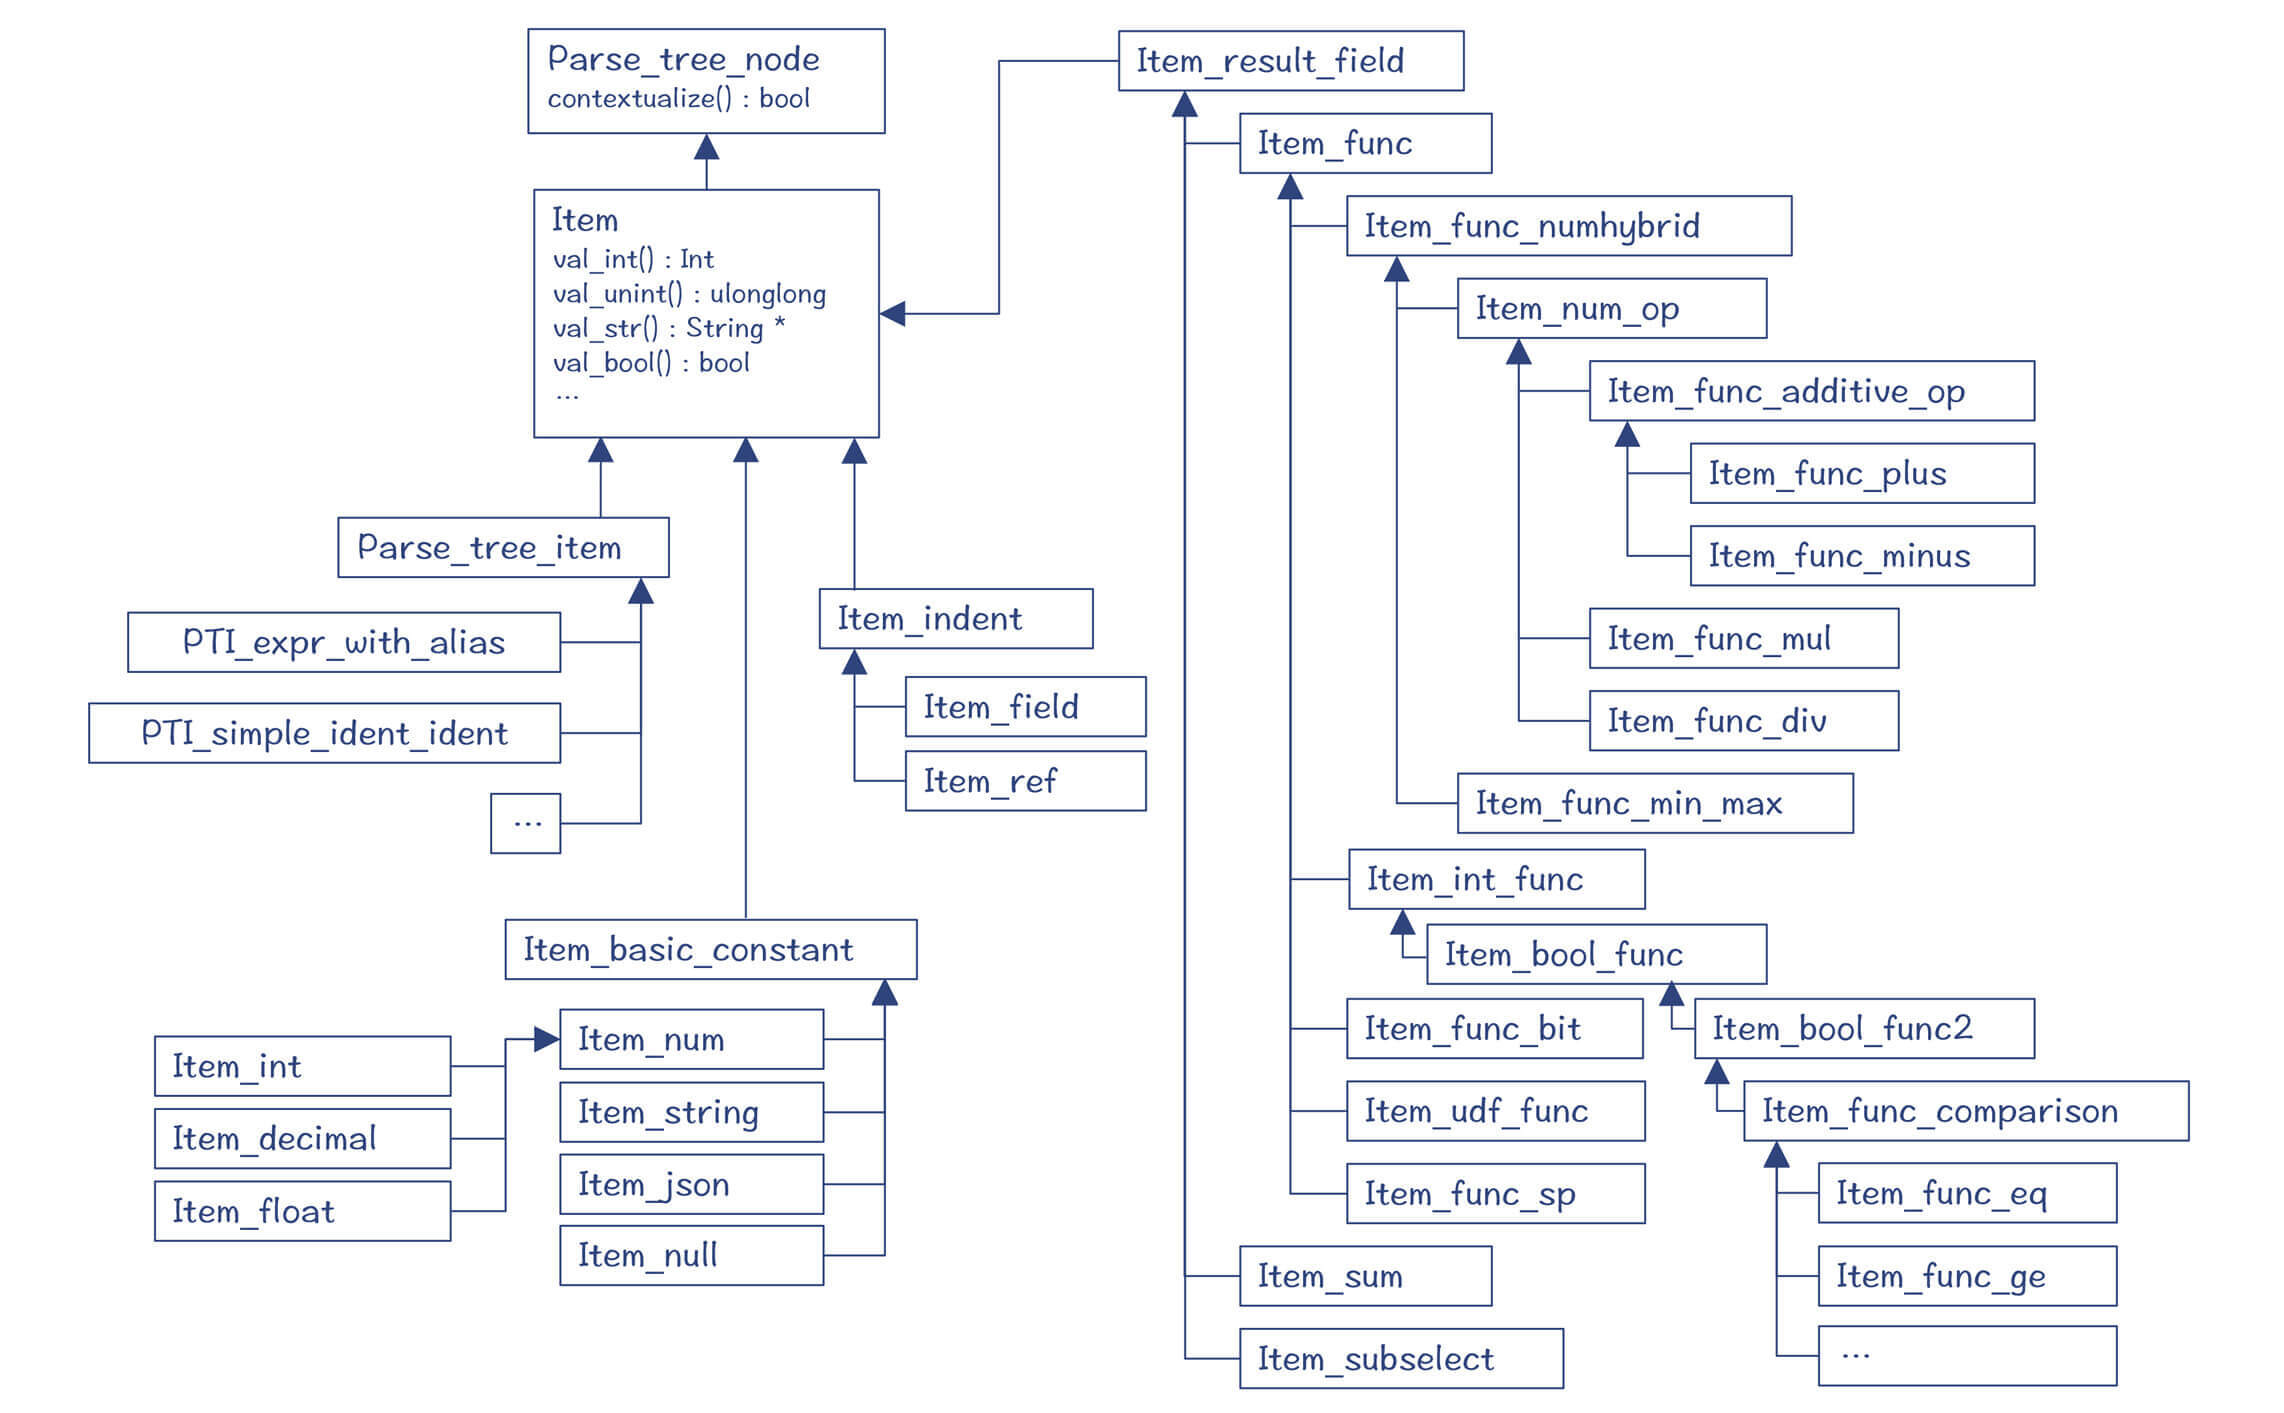 Parse_tree_node
contextualize() : bool
Item
val_int() : Int
val_unint() : ulonglong
val_str() : String *
val_bool() : bool
...
Parse_tree_item
PTI_expr_with_alias
PTI_simple_ident_ident
...
Item_indent
Item_field
Item_ref
Item_basic_constant
Item_num
Item_string
Item_json
Item_null
Item_int
Item_decimal
Item_float
Item_result_field
Item_func
Item_func_numhybrid
Item_num_op
Item_func_additive_op
Item_func_plus
Item_func_minus
Item_func_mul
Item_func_div
Item_func_min_max
Item_int_func
Item_bool_func
Item_func_bit
Item_bool_func2
Item_udf_func
Item_func_comparison
Item_func_sp
Item_func_eq
Item_sum
Item_func_ge
Item_subselect
...